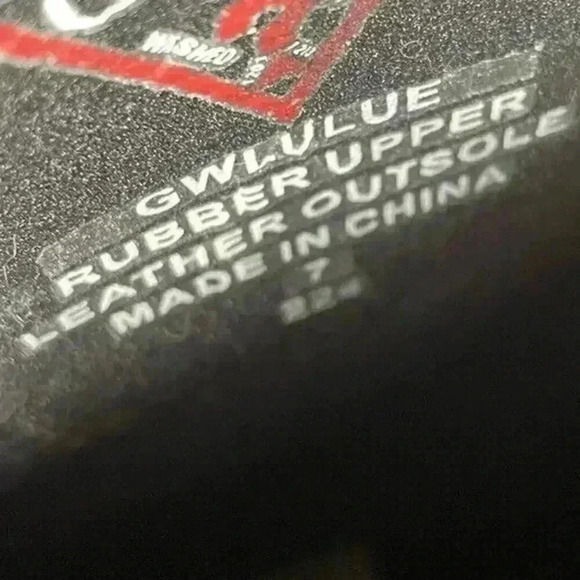 GWLULUE
RUBBER UPPER
LEATHER OUTSOLE
MADE IN CHINA
7